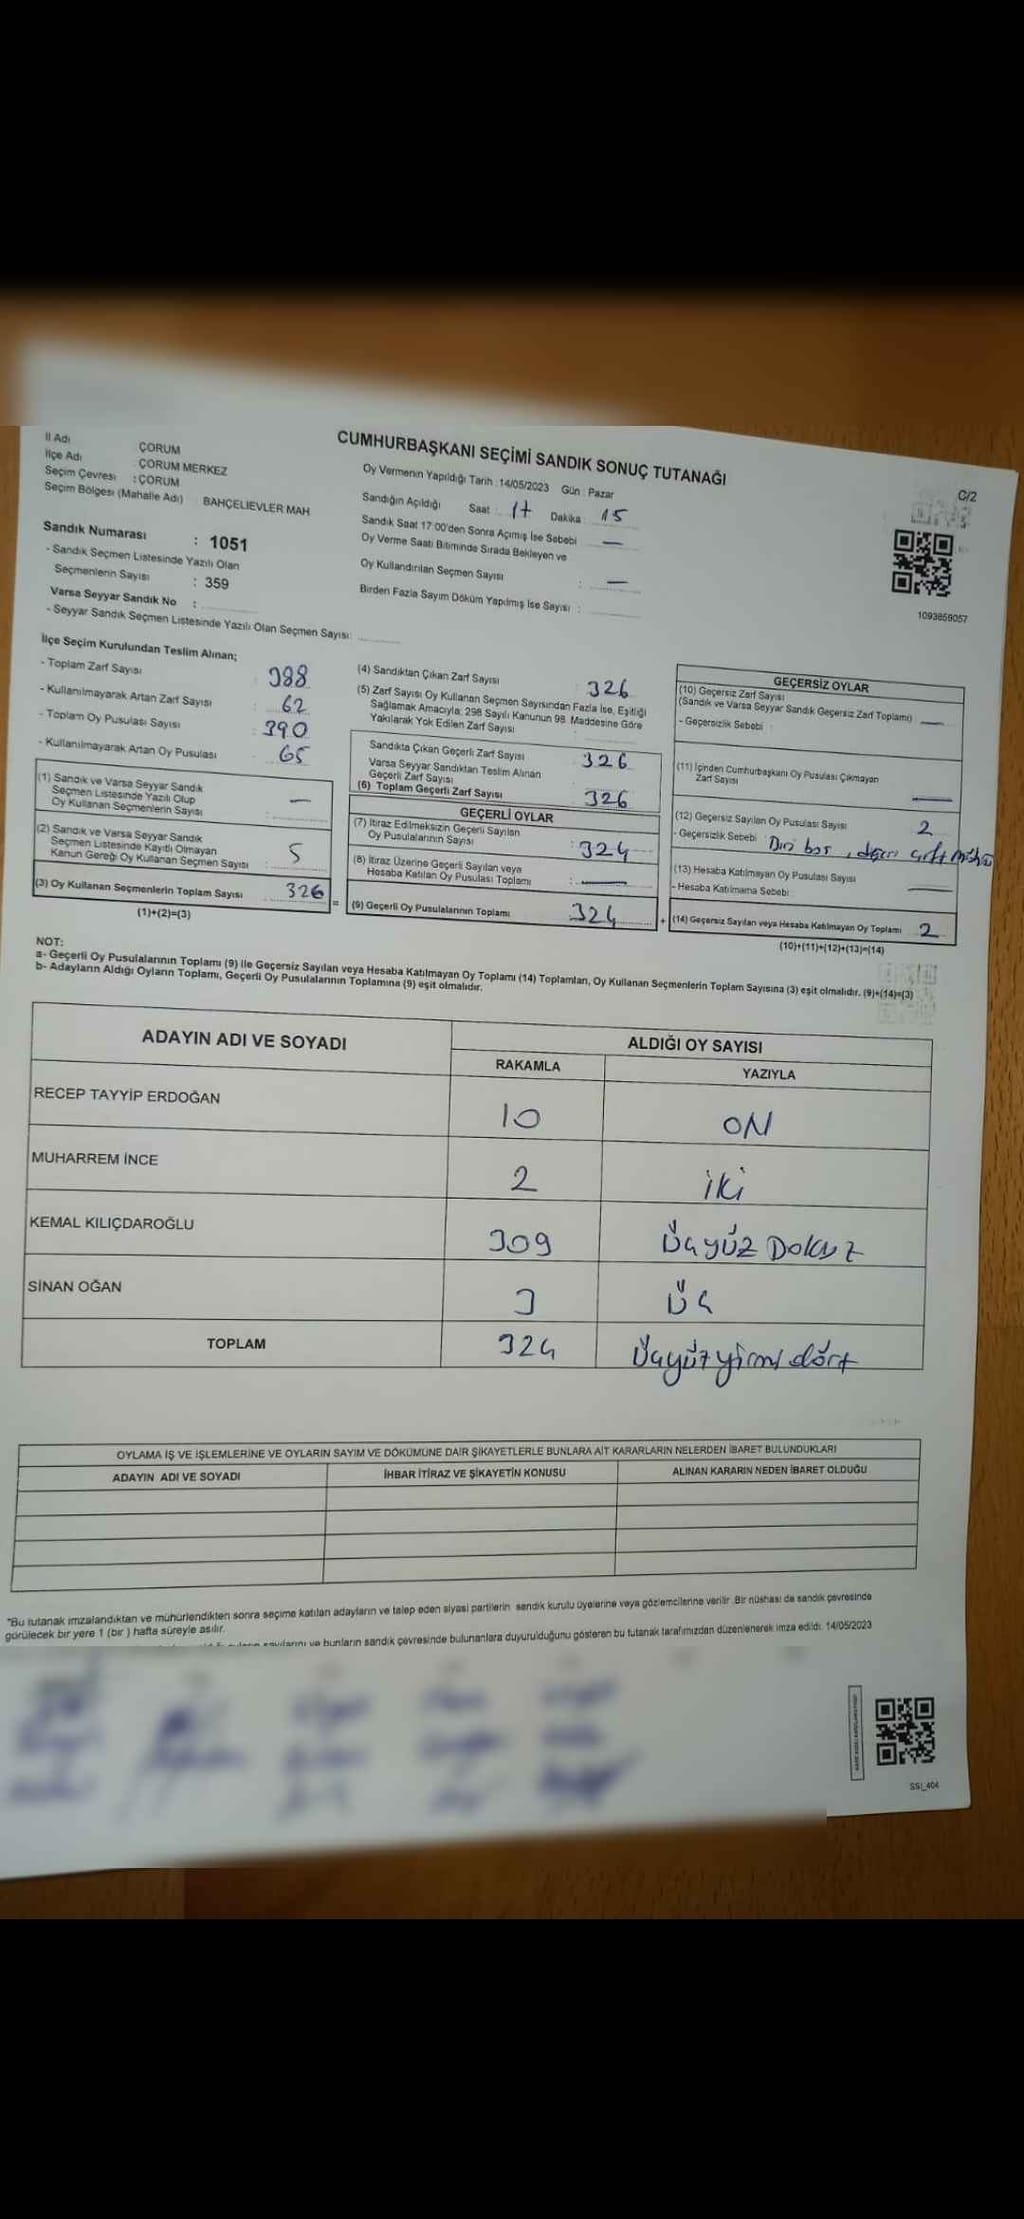 İl Adı ÇORUM
İlçe Adı ÇORUM MERKEZ
Seçim Çevresi : ÇORUM
Seçim Bölgesi (Mahalle Adı) BAHÇELİEVLER MAH
CUMHURBAŞKANI SEÇİMİ SANDIK SONUÇ TUTANAĞI
C/2
Oy Vermenin Yapıldığı Tarih : 14/05/2023 Gün : Pazar
Sandığın Açıldığı Saat : 17 Dakika : 15
Sandık Saat 17:00'den Sonra Açımış İse Sebebi —
Oy Verme Saati Bitiminde Sırada Bekleyen ve
Oy Kullandırılan Seçmen Sayısı : —
Birden Fazla Sayım Döküm Yapılmış İse Sayısı :
1093859057
Sandık Numarası : 1051
- Sandık Seçmen Listesinde Yazılı Olan
Seçmenlerin Sayısı : 359
Varsa Seyyar Sandık No :
- Seyyar Sandık Seçmen Listesinde Yazılı Olan Seçmen Sayısı:
İlçe Seçim Kurulundan Teslim Alınan;
- Toplam Zarf Sayısı : 388
- Kullanılmayarak Artan Zarf Sayısı : 62
- Toplam Oy Pusulası Sayısı : 390
- Kullanılmayarak Artan Oy Pusulası : 65
(1) Sandık ve Varsa Seyyar Sandık
Seçmen Listesinde Yazılı Olup
Oy Kullanan Seçmenlerin Sayısı : —
(2) Sandık ve Varsa Seyyar Sandık
Seçmen Listesinde Kayıtlı Olmayan
Kanun Gereği Oy Kullanan Seçmen Sayısı : 5
(3) Oy Kullanan Seçmenlerin Toplam Sayısı : 326 =
(1)+(2)=(3)
(4) Sandıktan Çıkan Zarf Sayısı : 326
(5) Zarf Sayısı Oy Kullanan Seçmen Sayısından Fazla İse, Eşitliği
Sağlamak Amacıyla; 298 Sayılı Kanunun 98. Maddesine Göre
Yakılarak Yok Edilen Zarf Sayısı
Sandıkta Çıkan Geçerli Zarf Sayısı : 326
Varsa Seyyar Sandıktan Teslim Alınan
Geçerli Zarf Sayısı
(6) Toplam Geçerli Zarf Sayısı : 326
GEÇERLİ OYLAR
(7) İtiraz Edilmeksizin Geçerli Sayılan
Oy Pusulalarının Sayısı : 324
(8) İtiraz Üzerine Geçerli Sayılan veya
Hesaba Katılan Oy Pusulası Toplamı : —
(9) Geçerli Oy Pusulalarının Toplamı 324 +
GEÇERSİZ OYLAR
(10) Geçersiz Zarf Sayısı
(Sandık ve Varsa Seyyar Sandık Geçersiz Zarf Toplamı) —
- Geçersizlik Sebebi :
(11) İçinden Cumhurbaşkanı Oy Pusulası Çıkmayan
Zarf Sayısı —
(12) Geçersiz Sayılan Oy Pusulası Sayısı 2
- Geçersizlik Sebebi : Biri boş, diğeri çift mühür
(13) Hesaba Katılmayan Oy Pusulası Sayısı —
- Hesaba Katılmama Sebebi :
(14) Geçersiz Sayılan veya Hesaba Katılmayan Oy Toplamı 2
(10)+(11)+(12)+(13)=(14)
NOT:
a- Geçerli Oy Pusulalarının Toplamı (9) ile Geçersiz Sayılan veya Hesaba Katılmayan Oy Toplamı (14) Toplamları, Oy Kullanan Seçmenlerin Toplam Sayısına (3) eşit olmalıdır. (9)+(14)=(3)
b- Adayların Aldığı Oyların Toplamı, Geçerli Oy Pusulalarının Toplamına (9) eşit olmalıdır.
ADAYIN ADI VE SOYADI ALDIĞI OY SAYISI
RAKAMLA YAZIYLA
RECEP TAYYİP ERDOĞAN 10 ON
MUHARREM İNCE 2 iki
KEMAL KILIÇDAROĞLU 309 ÜçyüZ DOKUZ
SİNAN OĞAN 3 Üç
TOPLAM 324 Üçyüzyirmi dört
OYLAMA İŞ VE İŞLEMLERİNE VE OYLARIN SAYIM VE DÖKÜMÜNE DAİR ŞİKAYETLERLE BUNLARA AİT KARARLARIN NELERDEN İBARET BULUNDUKLARI
ADAYIN ADI VE SOYADI İHBAR İTİRAZ VE ŞİKAYETİN KONUSU ALINAN KARARIN NEDEN İBARET OLDUĞU
"Bu tutanak imzalandıktan ve mühürlendikten sonra seçime katılan adayların ve talep eden siyasi partilerin sandık kurulu üyelerine veya gözlemcilerine verilir. Bir nüshası da sandık çevresinde
görülecek bir yere 1 (bir) hafta süreyle asılır.
sayılarını ve bunların sandık çevresinde bulunanlara duyurulduğunu gösteren bu tutanak tarafımızdan düzenlenerek imza edildi. 14/05/2023
SSI_404